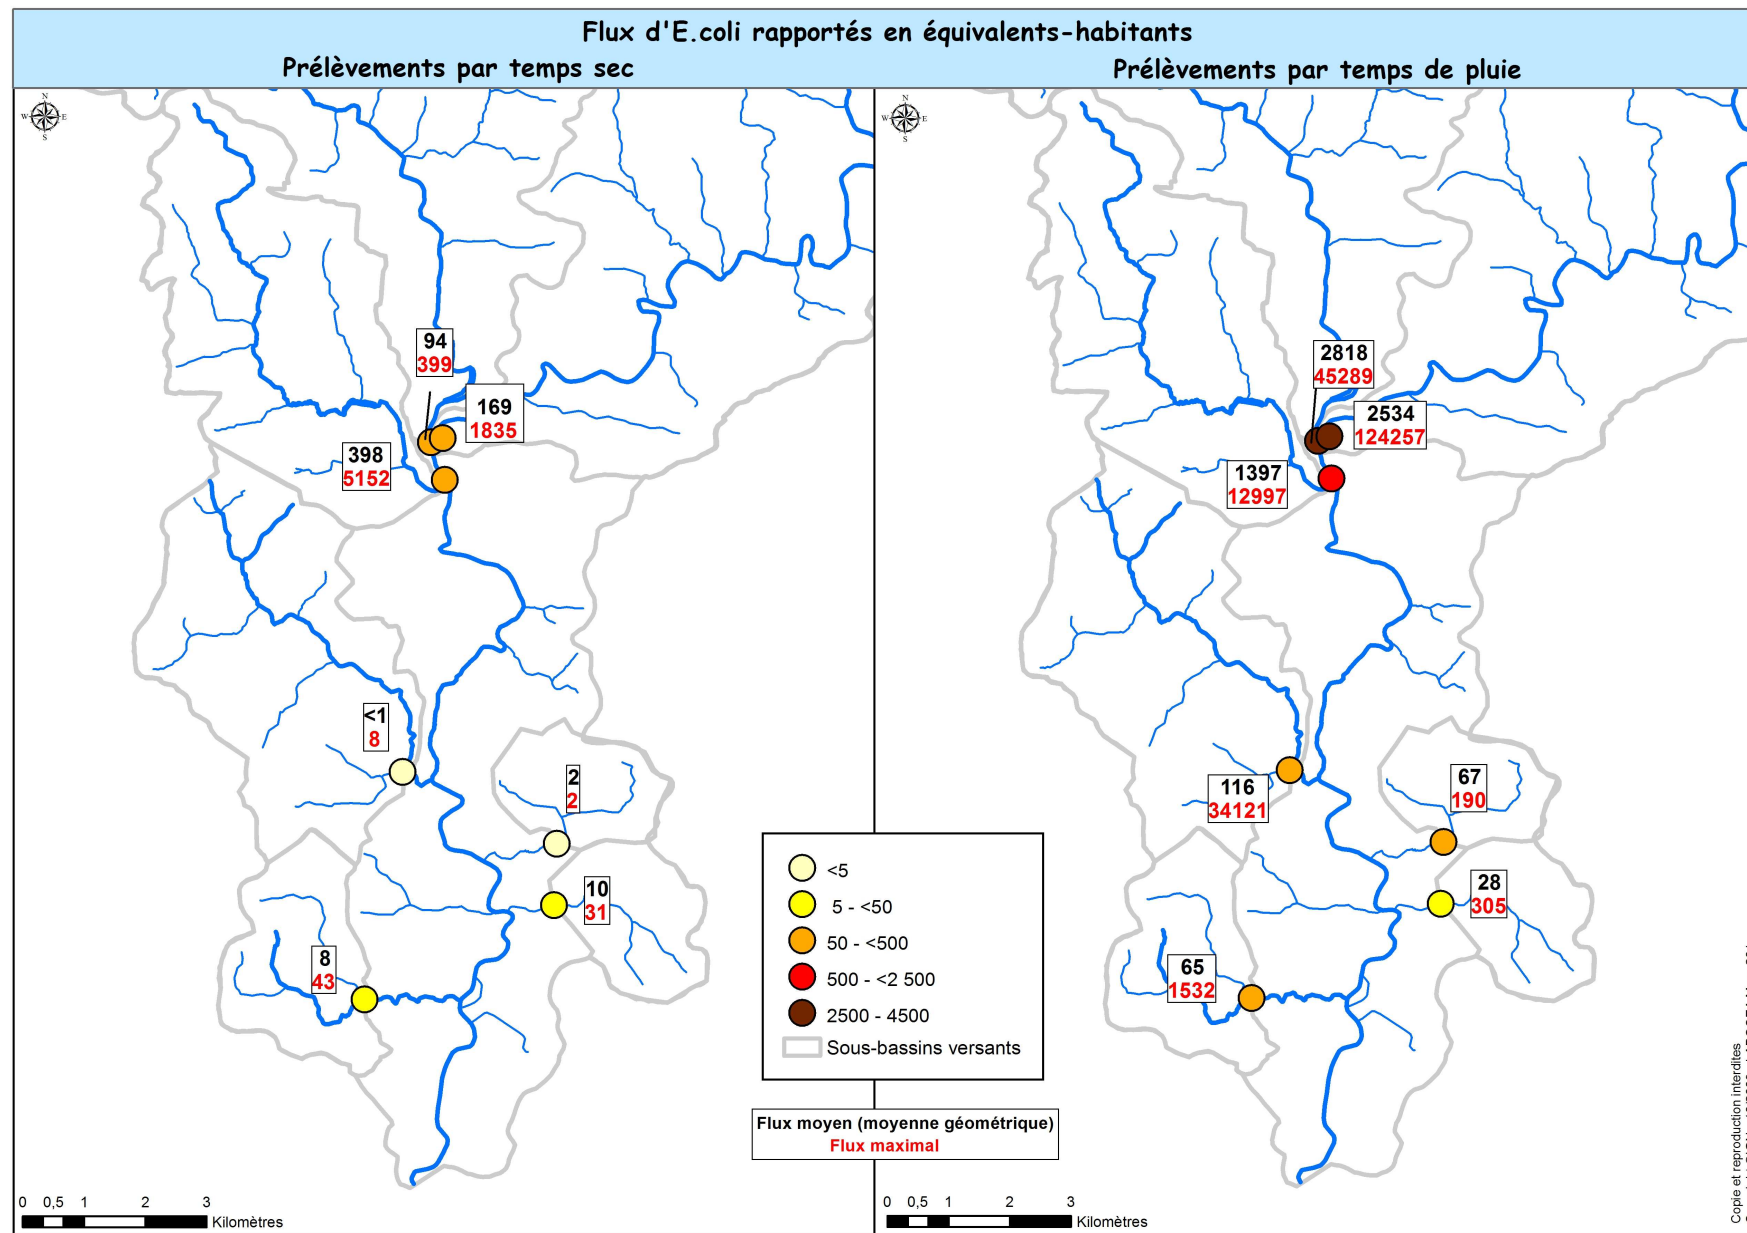 Flux d'E.coli rapportés en équivalents-habitants
Prélèvements par temps sec
Prélèvements par temps de pluie
N
W E
S
N
W E
S
94
399
169
1835
398
5152
<1
8
2
2
10
31
8
43
2818
45289
2534
124257
1397
12997
116
34121
67
190
28
305
65
1532
<5
5 - <50
50 - <500
500 - <2 500
2500 - 4500
Sous-bassins versants
Flux moyen (moyenne géométrique)
Flux maximal
0 0,5 1 2 3
Kilomètres
0 0,5 1 2 3
Kilomètres
Copie et reproduction interdites